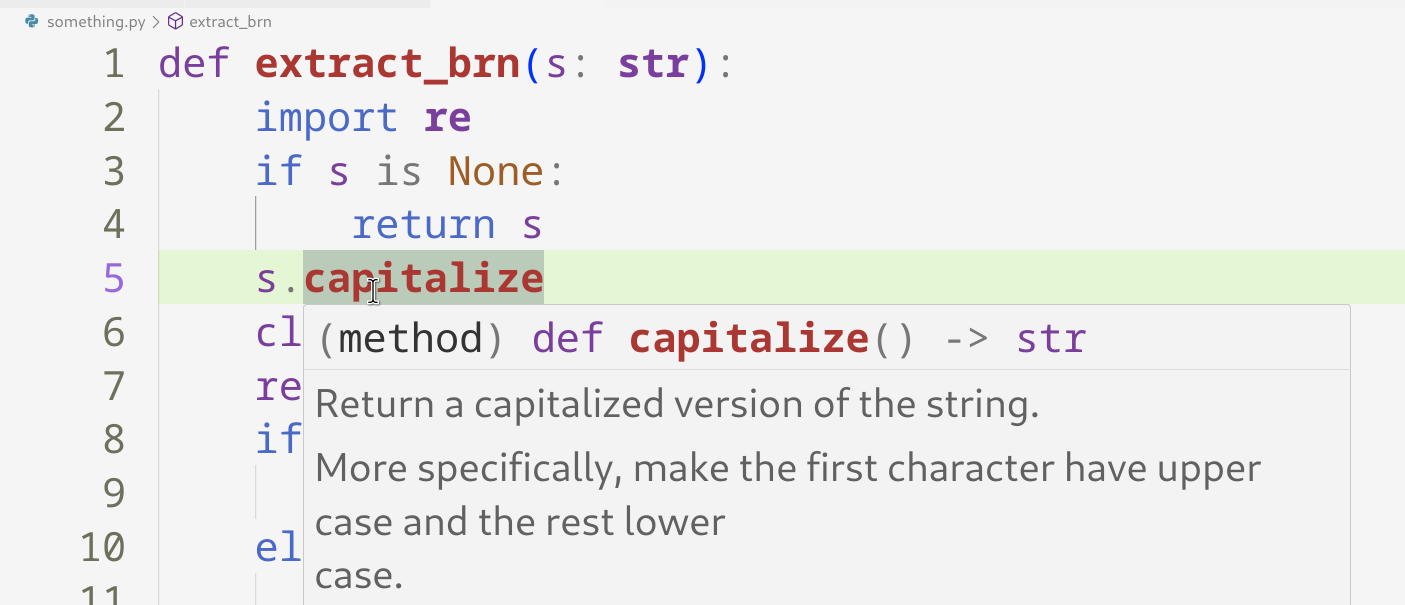 something.py > extract_brn
1 def extract_brn(s: str):
2 import re
3 if s is None:
4 return s
5 s.capitalize
6 cl
(method) def capitalize() -> str
7 re
Return a capitalized version of the string.
8 if
More specifically, make the first character have upper
9
case and the rest lower
10 el
case.
11